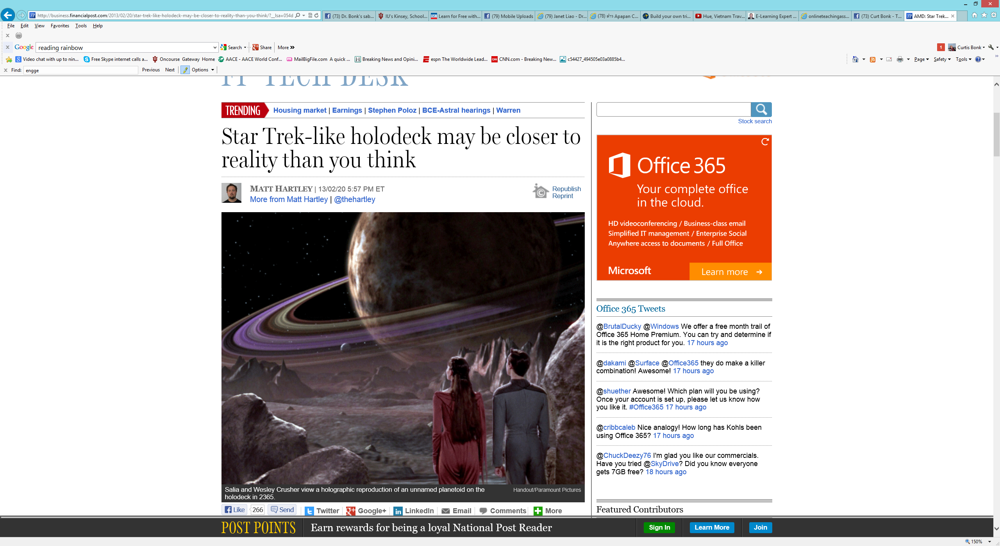 http://business.financialpost.com/2013/02/20/star-trek-like-holodeck-may-be-closer-to-reality-than-you-think/?__lsa=054d
(73) Dr. Bonk's sab...
IU's Kinsey, School...
Learn for Free with...
(79) Mobile Uploads
(79) Janet Liao - Dr...
(78) ต่าว Apapan C...
Build your own tri...
Hue, Vietnam Trav...
E-Learning Expert ...
onlineteachingass...
(73) Curt Bonk - T...
AMD: Star Trek...
File Edit View Favorites Tools Help
Google reading rainbow Search Share More »
1 Curtis Bonk
Video chat with up to nin... Free Skype internet calls a... Oncourse Gateway Home AACE - AACE World Conf... MailBigFile.com A quick ... Breaking News and Opini... espn The Worldwide Lead... CNN.com - Breaking New... c54427_494505e03a0885b4...
Page Safety Tools
Find: engge Previous Next Options
FP TECH DESK
TRENDING Housing market | Earnings | Stephen Poloz | BCE-Astral hearings | Warren
Star Trek-like holodeck may be closer to
reality than you think
MATT HARTLEY | 13/02/20 5:57 PM ET
More from Matt Hartley | @thehartley
Republish
Reprint
Salia and Wesley Crusher view a holographic reproduction of an unnamed planetoid on the
holodeck in 2365.
Handout/Paramount Pictures
Like 266 Send Twitter Google+ LinkedIn Email Comments More
Stock search
Office 365
Your complete office
in the cloud.
HD videoconferencing / Business-class email
Simplified IT management / Enterprise Social
Anywhere access to documents / Full Office
Microsoft
Learn more →
Office 365 Tweets
@BrutalDucky @Windows We offer a free month trail of
Office 365 Home Premium. You can try and determine if
it is the right product for you. 17 hours ago
@dakami @Surface @Office365 they do make a killer
combination! Awesome! 17 hours ago
@shuether Awesome! Which plan will you be using?
Once your account is set up, please let us know how
you like it. #Office365 17 hours ago
@cribbcaleb Nice analogy! How long has Kohls been
using Office 365? 17 hours ago
@ChuckDeezy76 I'm glad you like our commercials.
Have you tried @SkyDrive? Did you know everyone
gets 7GB free? 18 hours ago
Featured Contributors
POST POINTS Earn rewards for being a loyal National Post Reader Sign In Learn More Join
150%